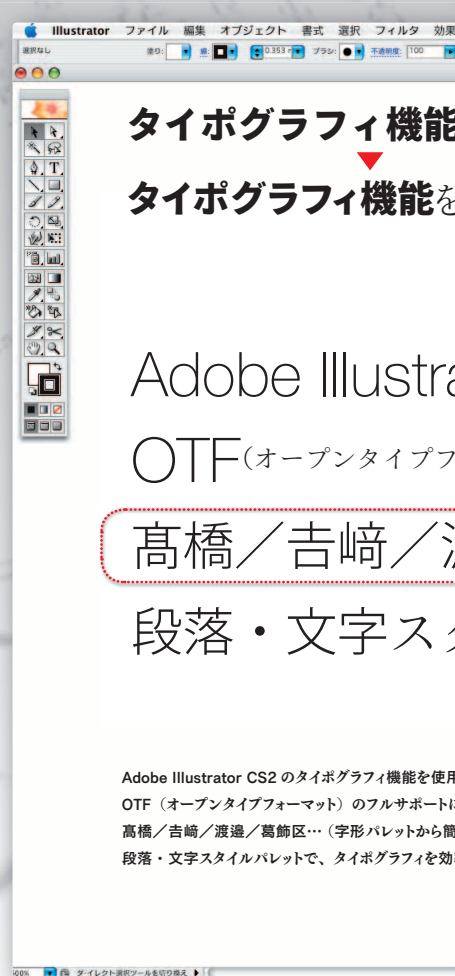 Illustrator ファイル 編集 オブジェクト 書式 選択 フィルタ 効果
選択なし 塗り: 線: 0.353 ブラシ: 不透明度: 100
タイポグラフィ機能
タイポグラフィ機能を
Adobe Illustra
OTF(オープンタイプフ
髙橋／𠮷﨑／渡
段落・文字スタ
Adobe Illustrator CS2 のタイポグラフィ機能を使用
OTF（オープンタイプフォーマット）のフルサポートに
髙橋／𠮷﨑／渡邉／葛飾区…（字形パレットから簡
段落・文字スタイルパレットで、タイポグラフィを効
ダイレクト選択ツールを切り換え